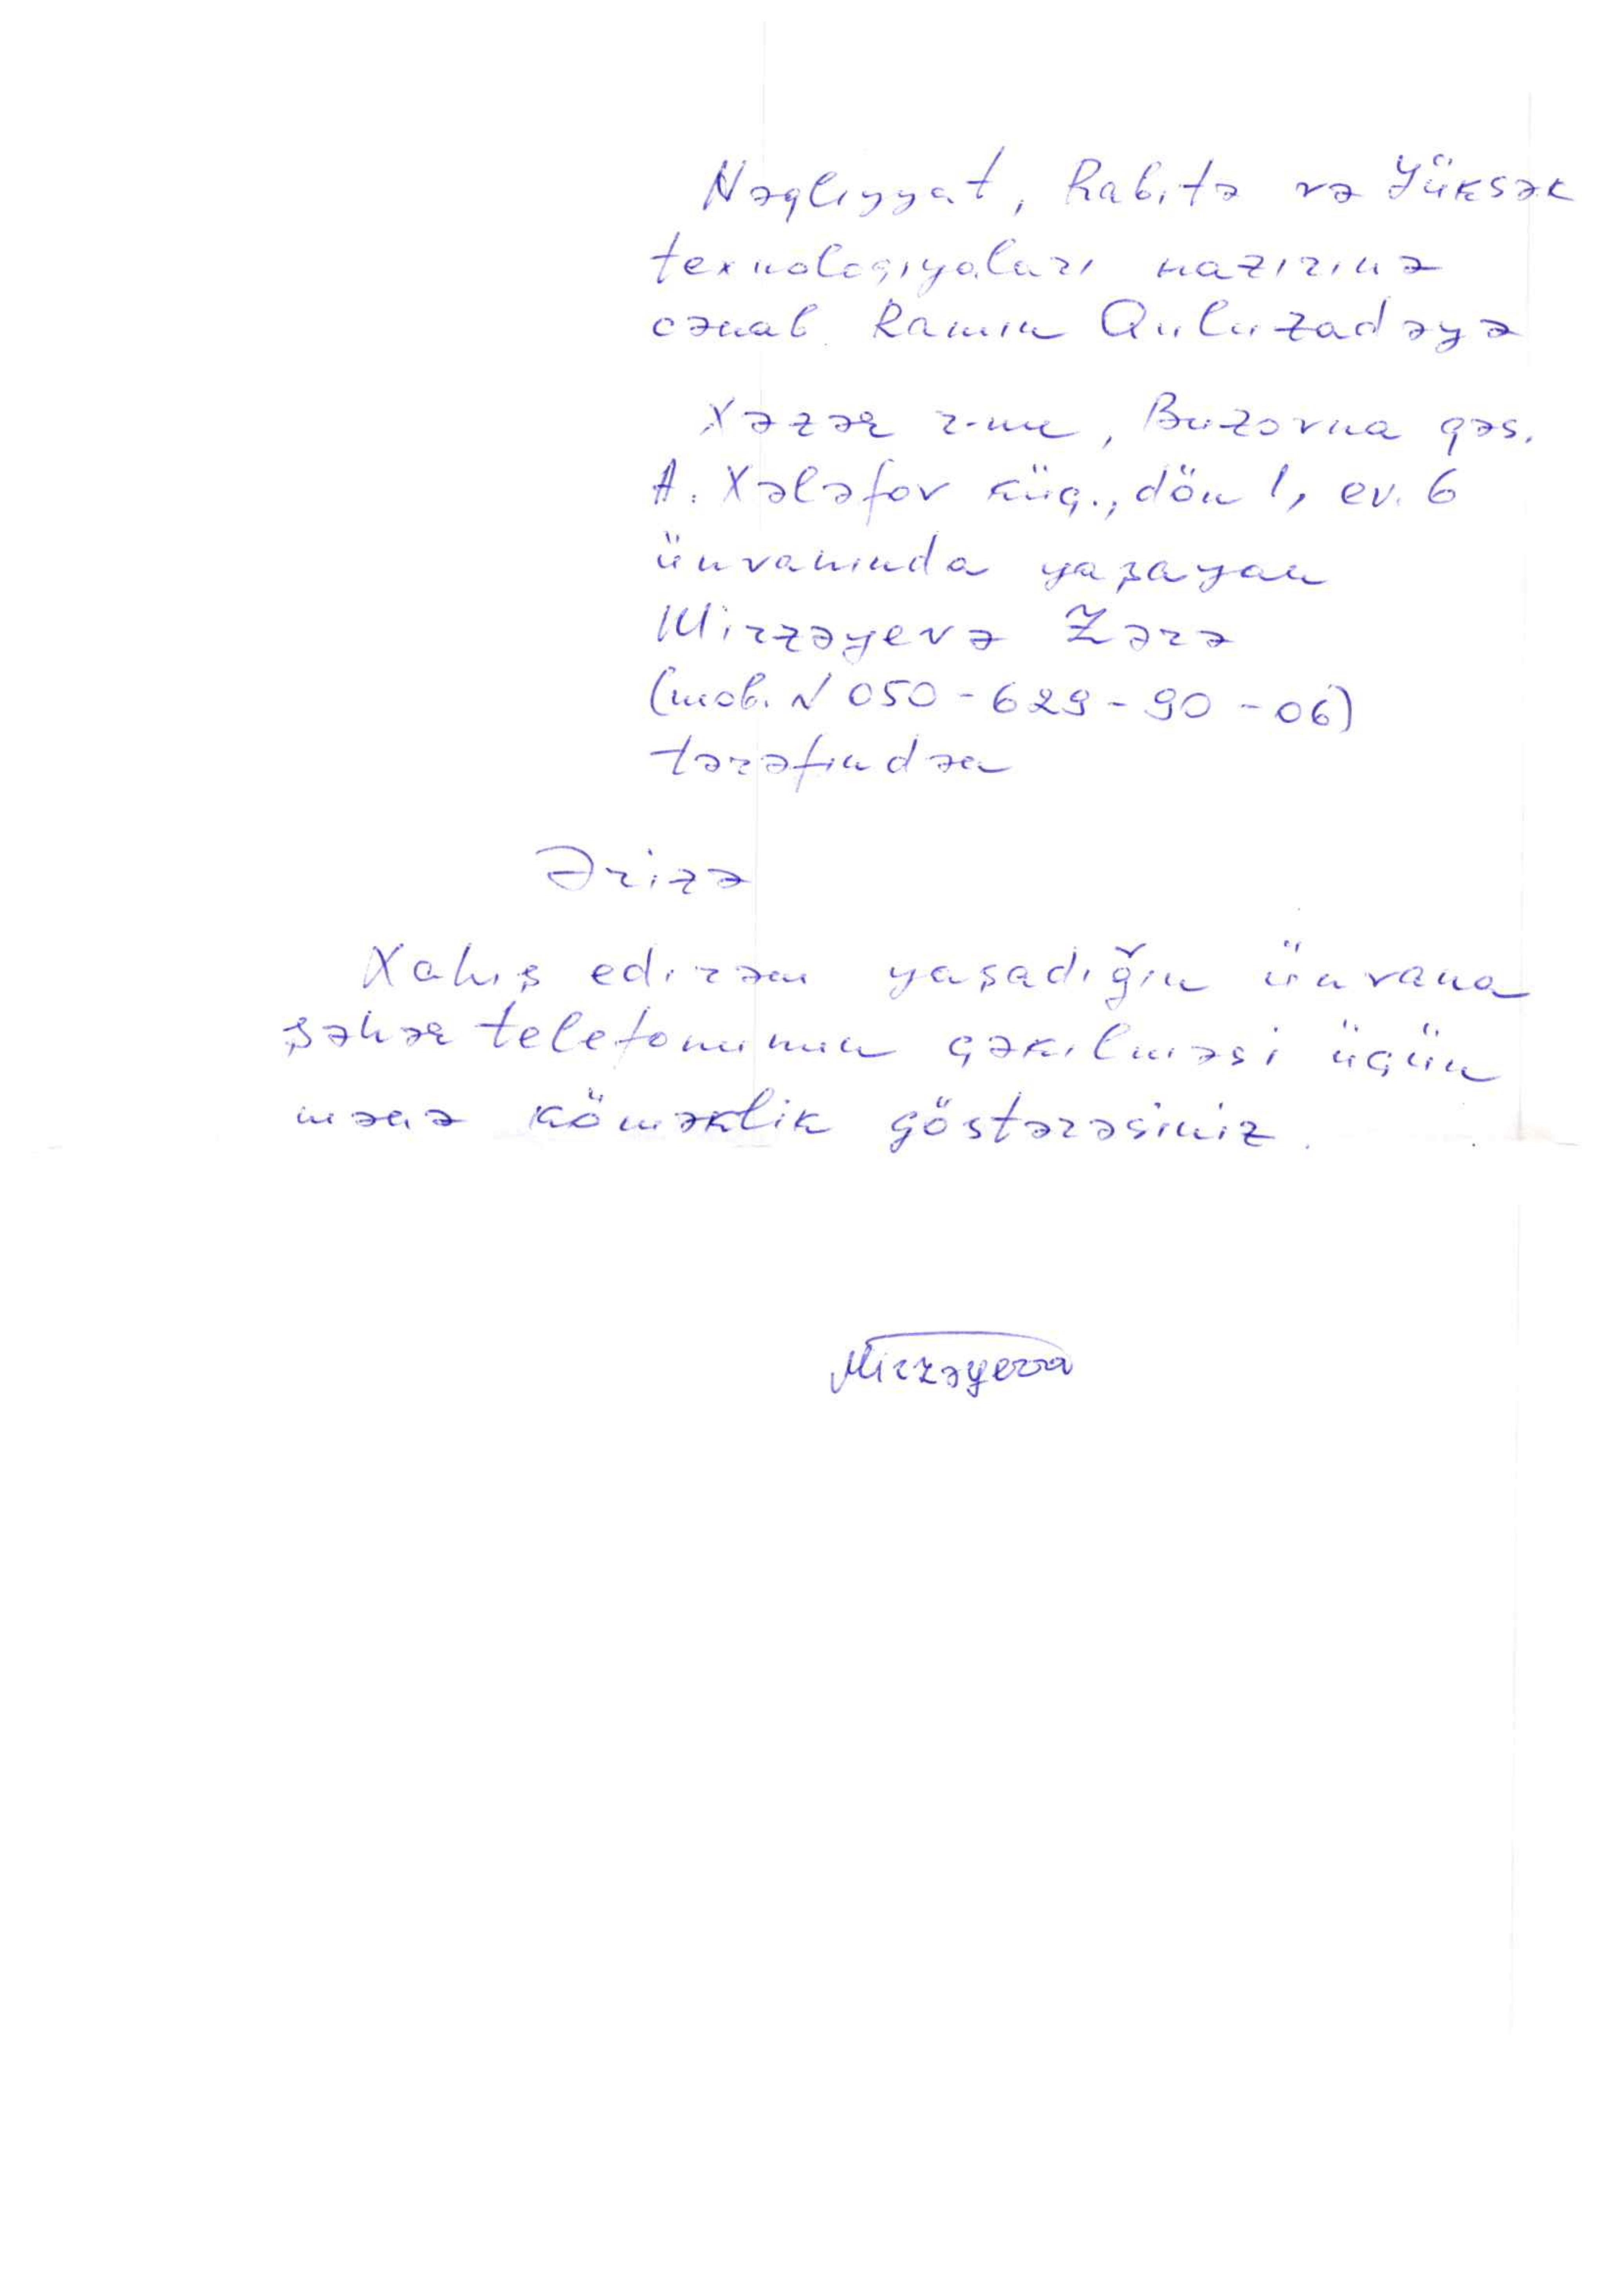 Nəqliyyat, Rabitə və Yüksək
texnologiyaları nazirinə
cənab Ramin Quluzadəyə
Xəzər r-nu, Buzovna qəs.
A. Xələfov küç., dön 1, ev. 6
ünvanında yaşayan
Mirzəyevə Zərə
(mob. N 050-629-90-06)
tərəfindən
Ərizə
Xahiş edirəm yaşadığın ünvana
şəhər telefonunun çəkilməsi üçün
mənə köməklik göstərəsiniz.
Mirzəyeva